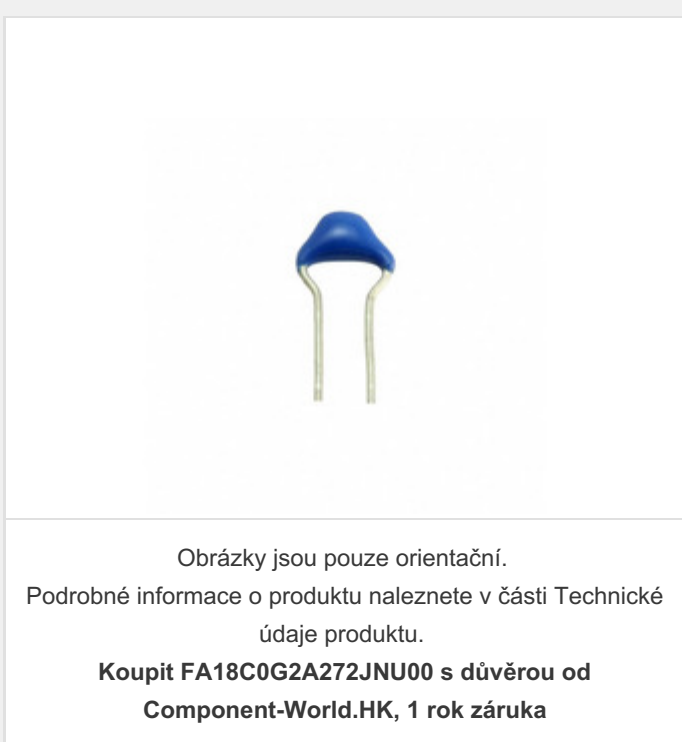 Obrázky jsou pouze orientační.
Podrobné informace o produktu naleznete v části Technické
údaje produktu.
Koupit FA18C0G2A272JNU00 s důvěrou od
Component-World.HK, 1 rok záruka